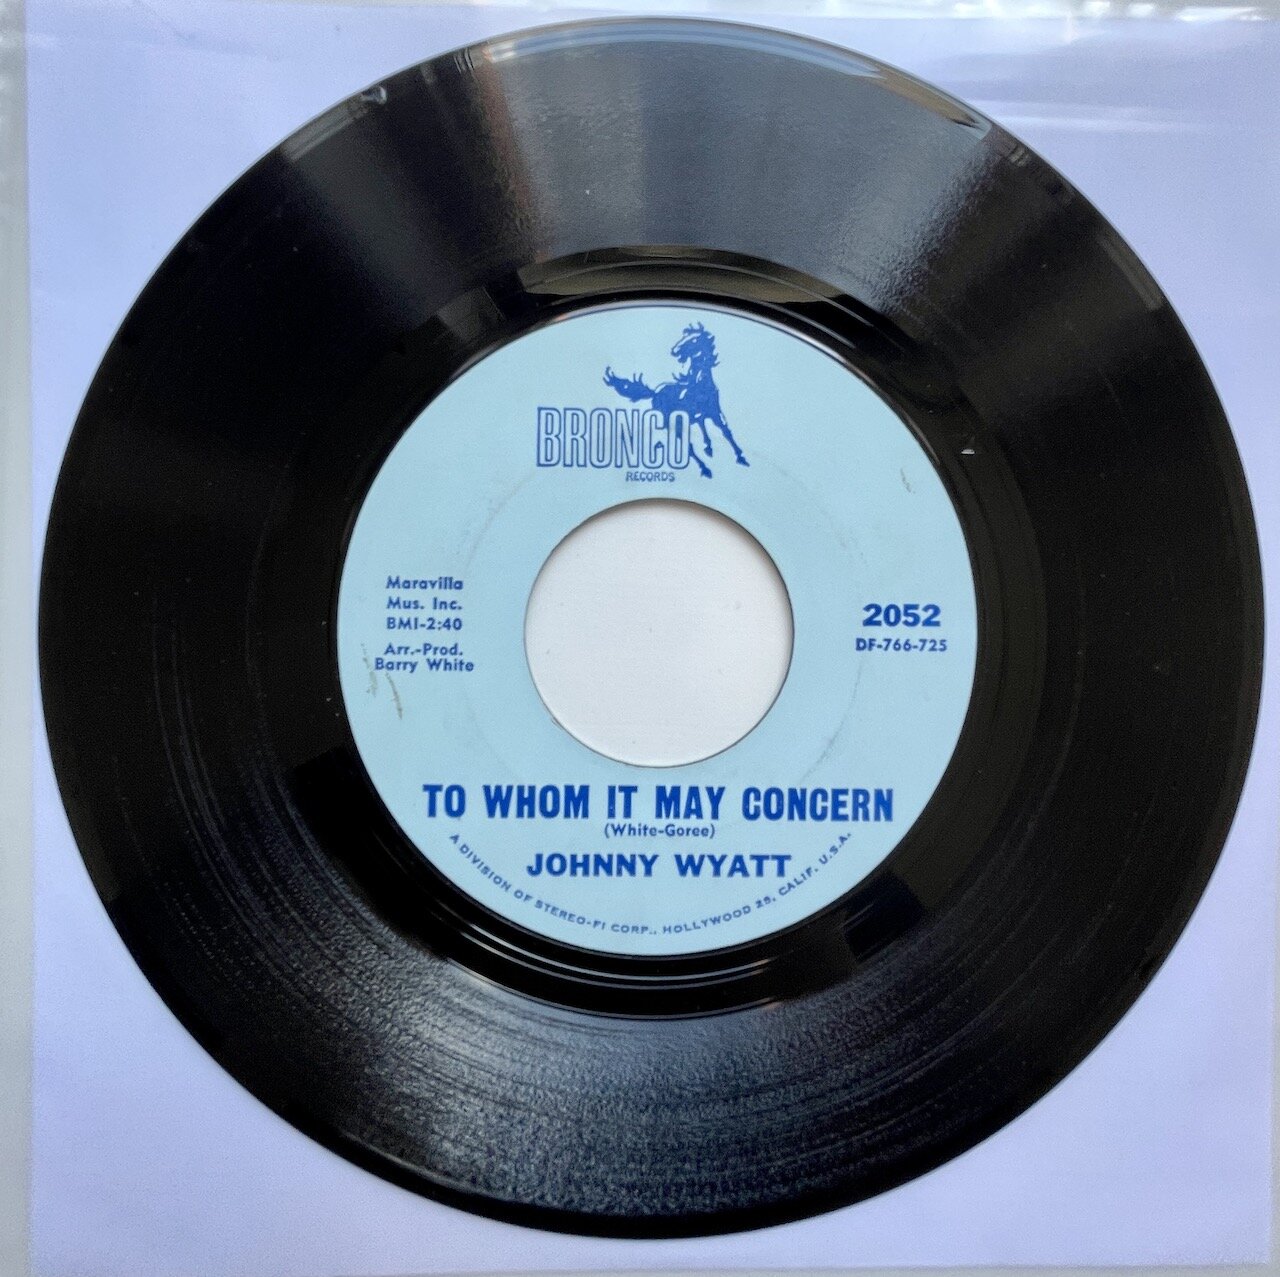 BRONCO
RECORDS
Maravilla
Mus. Inc.
BMI-2:40
Arr.-Prod.
Barry White
2052
DF-766-725
TO WHOM IT MAY CONCERN
(White-Goree)
JOHNNY WYATT
A DIVISION OF STEREO-FI CORP., HOLLYWOOD 28, CALIF. U.S.A.